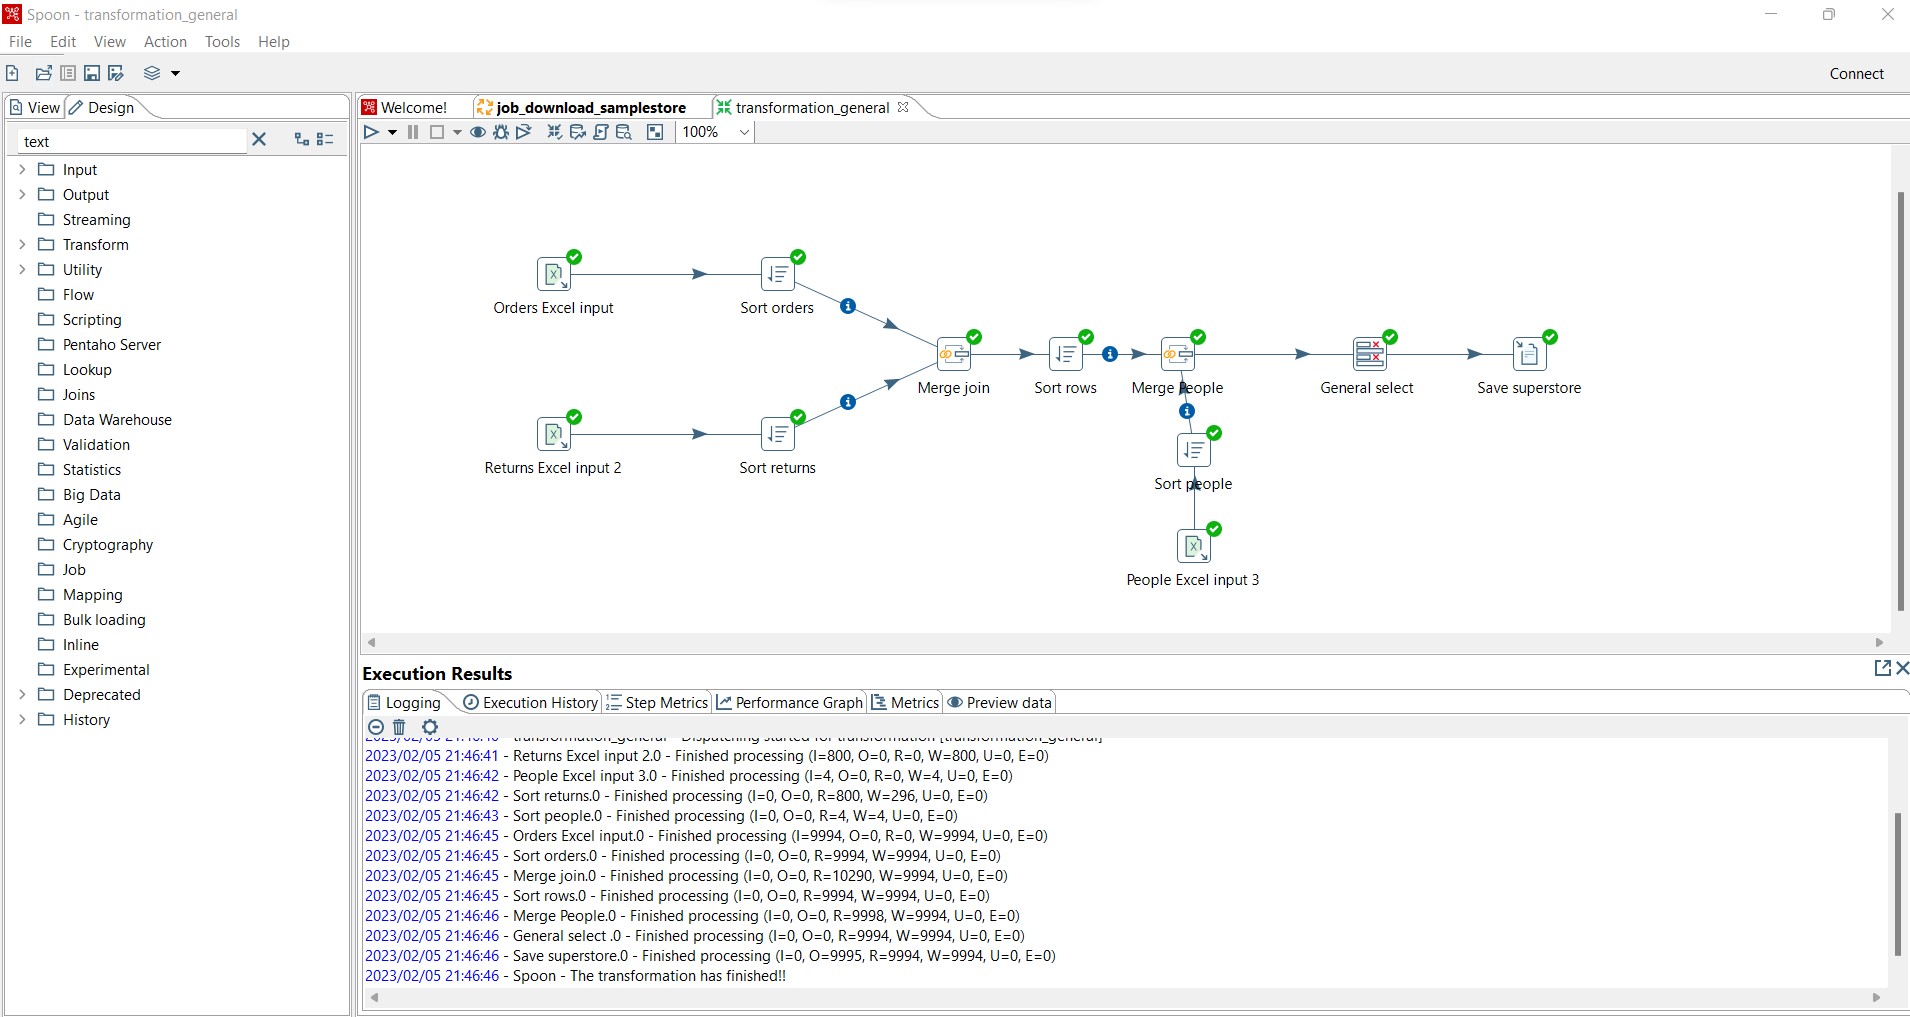 Spoon - transformation_general
File Edit View Action Tools Help
Connect
View Design
Welcome! job_download_samplestore transformation_general
100%
text
Input
Output
Streaming
Transform
Utility
Flow
Scripting
Pentaho Server
Lookup
Joins
Data Warehouse
Validation
Statistics
Big Data
Agile
Cryptography
Job
Mapping
Bulk loading
Inline
Experimental
Deprecated
History
Orders Excel input
Sort orders
Merge join
Sort rows
Merge People
General select
Save superstore
Returns Excel input 2
Sort returns
Sort people
People Excel input 3
Execution Results
Logging Execution History Step Metrics Performance Graph Metrics Preview data
2023/02/05 21:46:40 - transformation_general - Dispatching started for transformation [transformation_general]
2023/02/05 21:46:41 - Returns Excel input 2.0 - Finished processing (I=800, O=0, R=0, W=800, U=0, E=0)
2023/02/05 21:46:42 - People Excel input 3.0 - Finished processing (I=4, O=0, R=0, W=4, U=0, E=0)
2023/02/05 21:46:42 - Sort returns.0 - Finished processing (I=0, O=0, R=800, W=296, U=0, E=0)
2023/02/05 21:46:43 - Sort people.0 - Finished processing (I=0, O=0, R=4, W=4, U=0, E=0)
2023/02/05 21:46:45 - Orders Excel input.0 - Finished processing (I=9994, O=0, R=0, W=9994, U=0, E=0)
2023/02/05 21:46:45 - Sort orders.0 - Finished processing (I=0, O=0, R=9994, W=9994, U=0, E=0)
2023/02/05 21:46:45 - Merge join.0 - Finished processing (I=0, O=0, R=10290, W=9994, U=0, E=0)
2023/02/05 21:46:45 - Sort rows.0 - Finished processing (I=0, O=0, R=9994, W=9994, U=0, E=0)
2023/02/05 21:46:46 - Merge People.0 - Finished processing (I=0, O=0, R=9998, W=9994, U=0, E=0)
2023/02/05 21:46:46 - General select .0 - Finished processing (I=0, O=0, R=9994, W=9994, U=0, E=0)
2023/02/05 21:46:46 - Save superstore.0 - Finished processing (I=0, O=9995, R=9994, W=9994, U=0, E=0)
2023/02/05 21:46:46 - Spoon - The transformation has finished!!